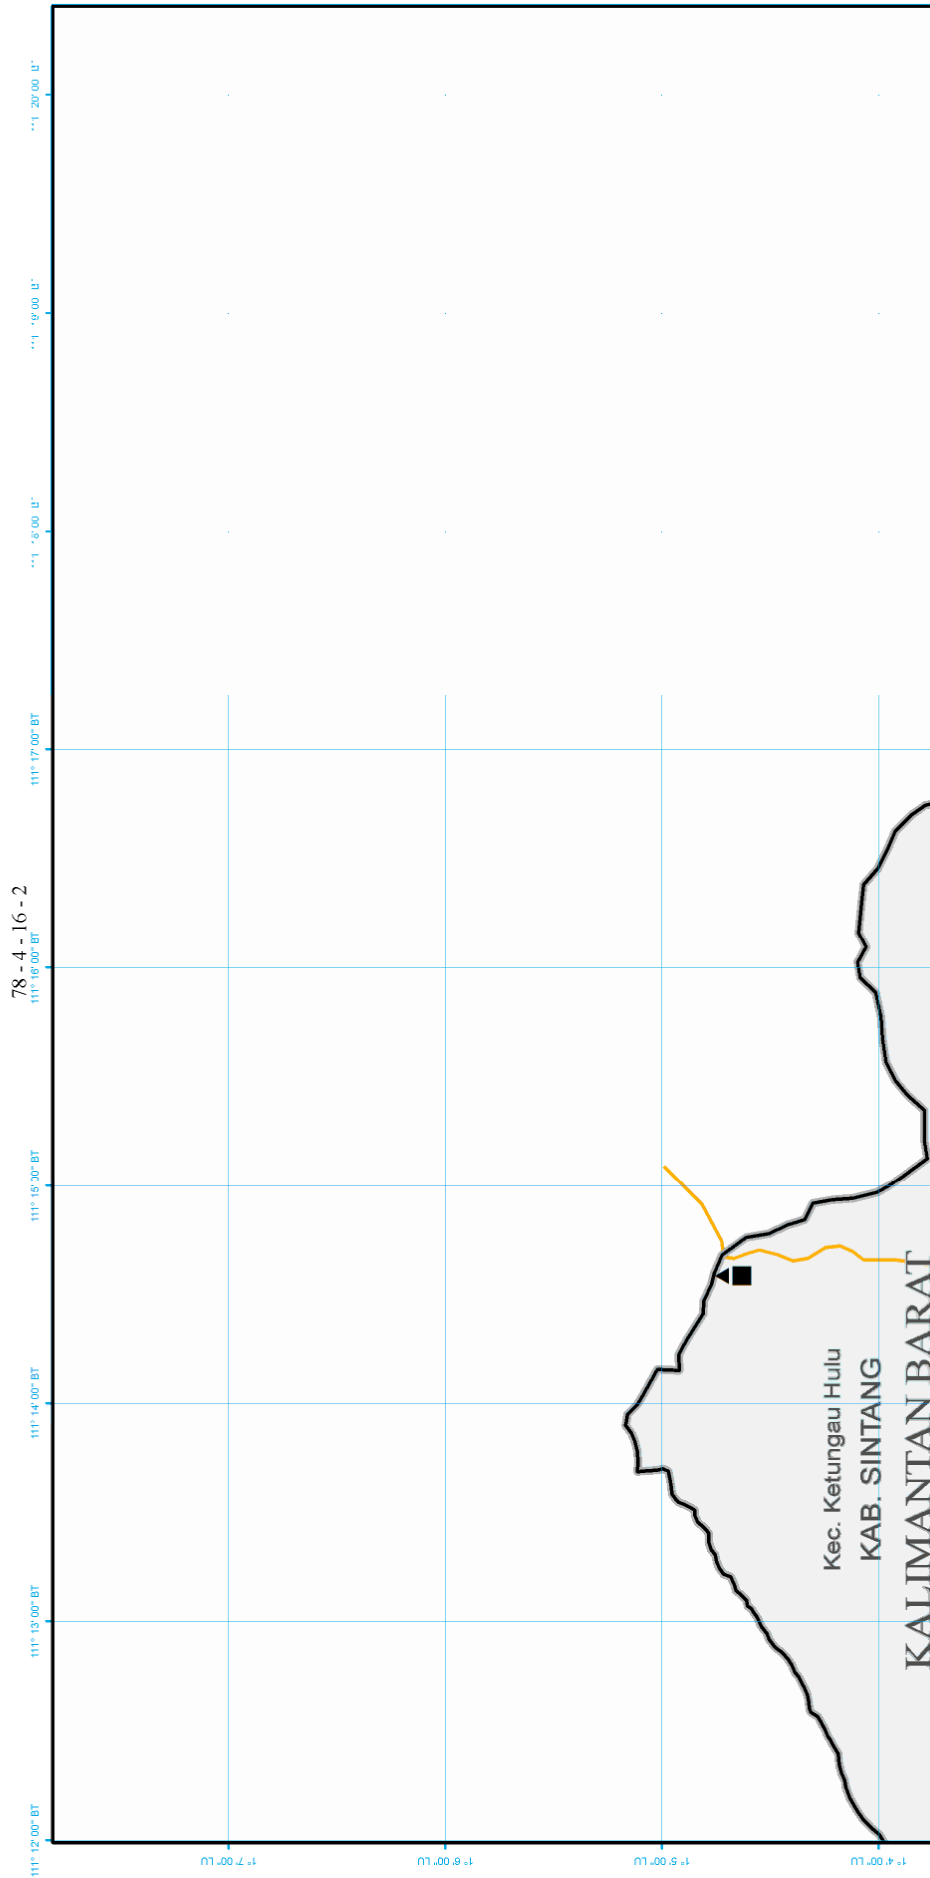 78 - 4 - 16 - 2
111° 12' 00" BT
111° 13' 00" BT
111° 14' 00" BT
111° 15' 00" BT
111° 16' 00" BT
111° 17' 00" BT
1° 7' 00" LU
1° 6' 00" LU
1° 5' 00" LU
1° 4' 00" LU
Kec. Ketungau Hulu
KAB. SINTANG
KALIMANTAN BARAT